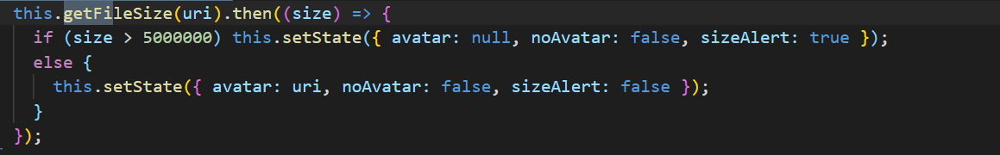 this.getFileSize(uri).then((size) => {
if (size > 5000000) this.setState({ avatar: null, noAvatar: false, sizeAlert: true });
else {
this.setState({ avatar: uri, noAvatar: false, sizeAlert: false });
}
});